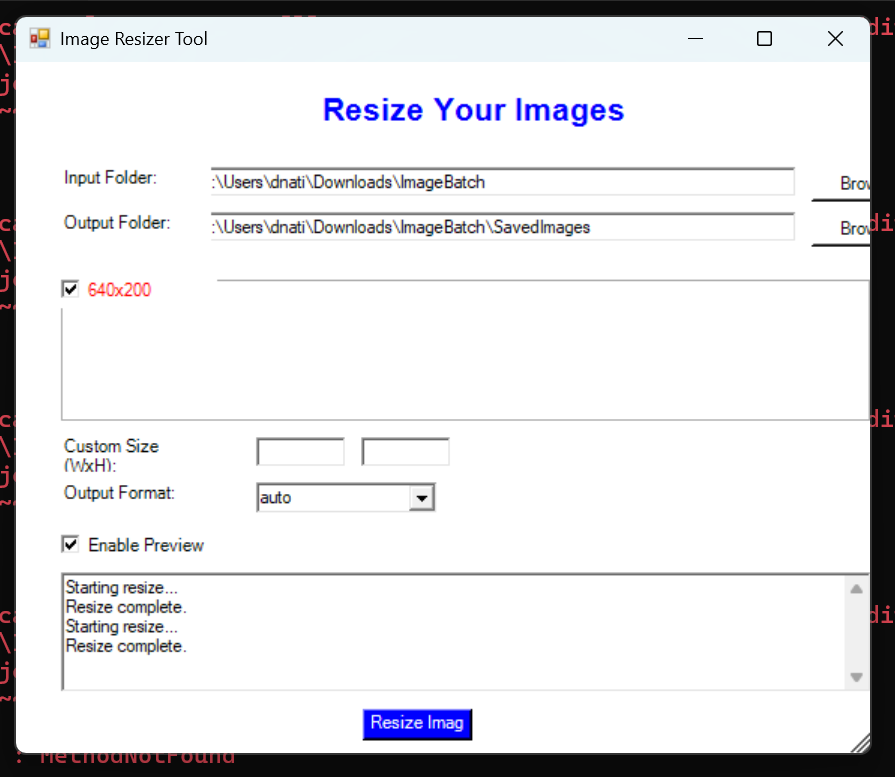 Image Resizer Tool
Resize Your Images
Input Folder: :\Users\dnati\Downloads\ImageBatch Brow
Output Folder: :\Users\dnati\Downloads\ImageBatch\SavedImages Brow
640x200
Custom Size
(WxH):
Output Format: auto
Enable Preview
Starting resize...
Resize complete.
Starting resize...
Resize complete.
Resize Imag
: MethodNotFound